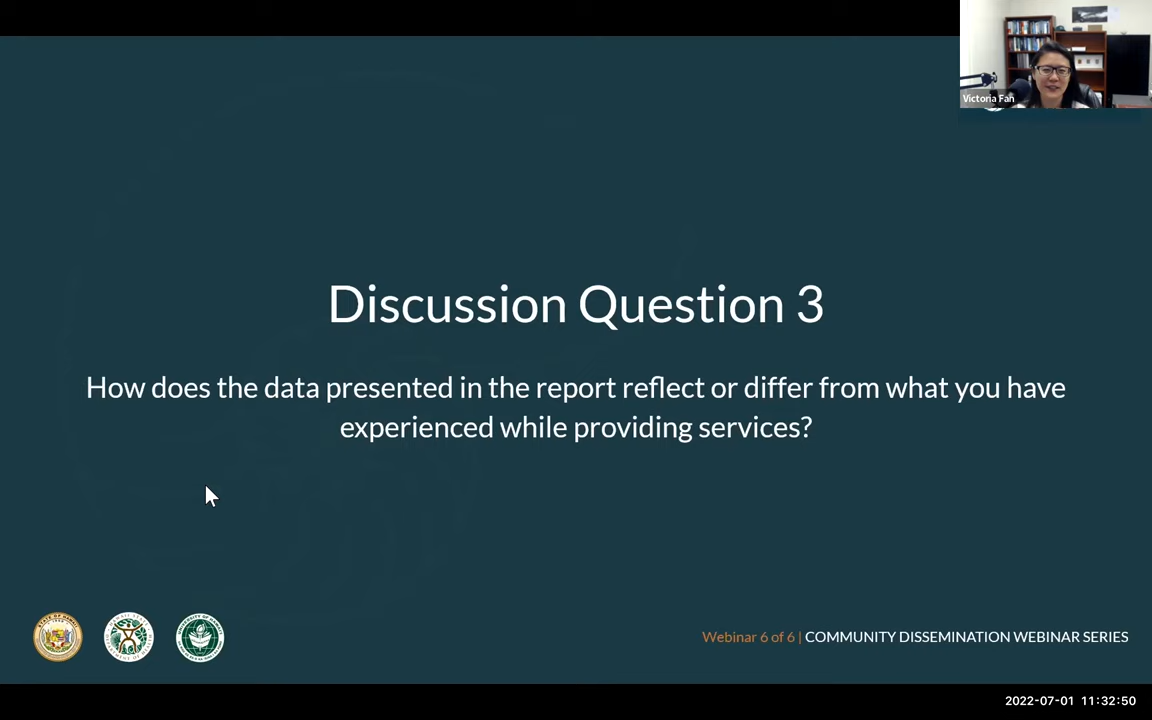 Victoria Fan
Discussion Question 3
How does the data presented in the report reflect or differ from what you have
experienced while providing services?
Webinar 6 of 6 | COMMUNITY DISSEMINATION WEBINAR SERIES
2022-07-01 11:32:50